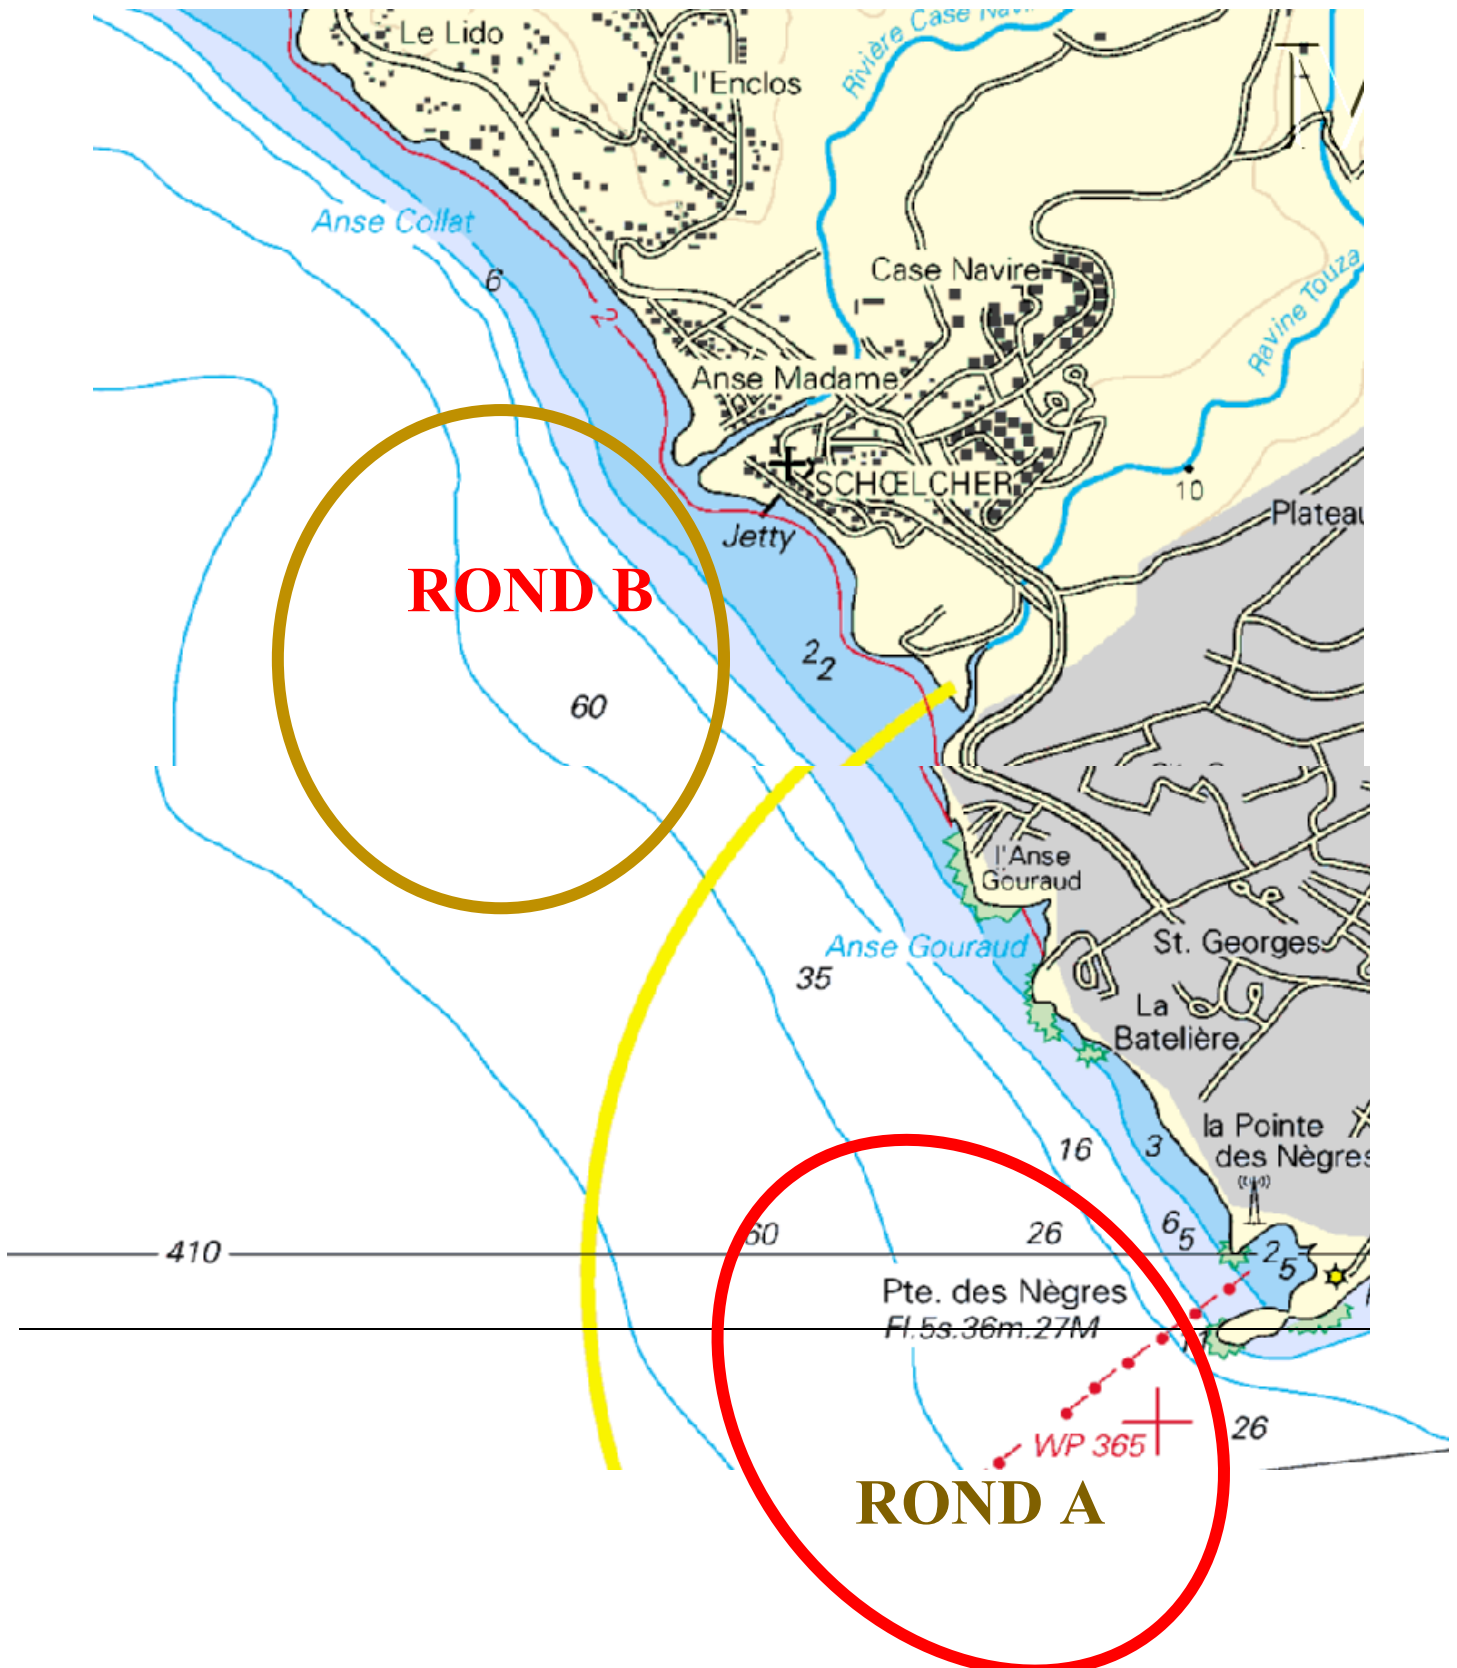 Le Lido
l'Enclos
Rivière Case
Anse Collat
6
2
Case Navire
Ravine Touza
Anse Madame
SCHŒLCHER
10
Jetty
Plateau
ROND B
2₂
60
l'Anse
Gouraud
Anse Gouraud
St. Georges
35
La
Batelière
16
3
la Pointe
des Nègres
60
26
6₅
410
2₅
Pte. des Nègres
Fl.5s.36m.27M
WP 365
26
ROND A